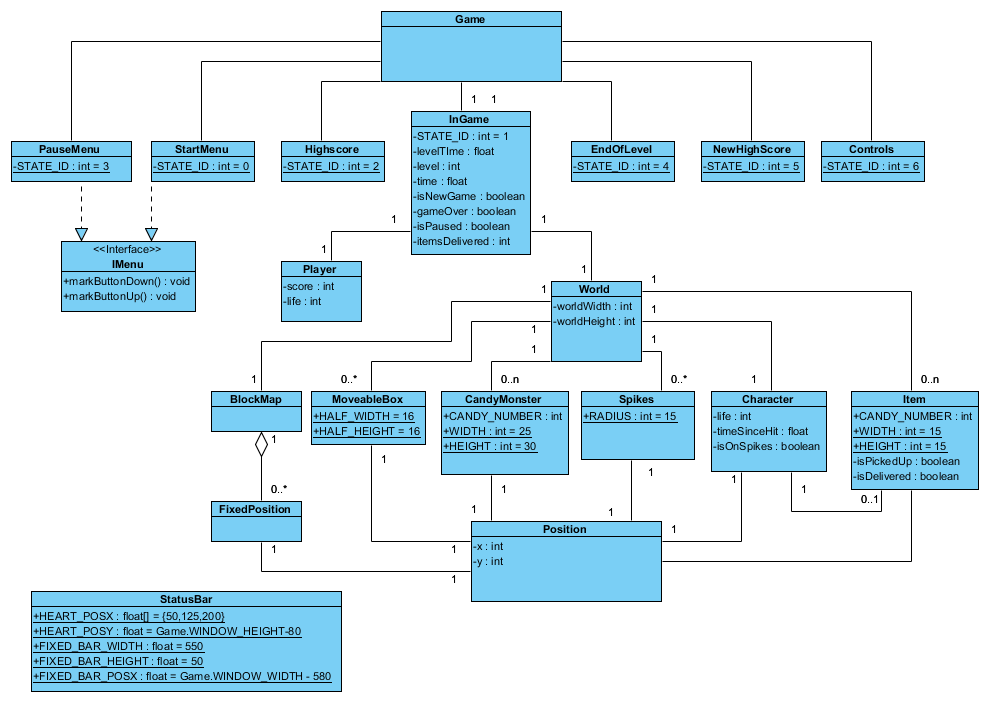 Game
1 1
InGame
-STATE_ID : int = 1
-levelTIme : float
-level : int
-time : float
-isNewGame : boolean
-gameOver : boolean
-isPaused : boolean
-itemsDelivered : int
PauseMenu
-STATE_ID : int = 3
StartMenu
-STATE_ID : int = 0
Highscore
-STATE_ID : int = 2
EndOfLevel
-STATE_ID : int = 4
NewHighScore
-STATE_ID : int = 5
Controls
-STATE_ID : int = 6
<<Interface>>
IMenu
+markButtonDown() : void
+markButtonUp() : void
1
1
1
1
Player
-score : int
-life : int
World
-worldWidth : int
-worldHeight : int
1
1
1
1
1
1
1
0..*
0..n
0..*
1
0..n
BlockMap
MoveableBox
+HALF_WIDTH = 16
+HALF_HEIGHT = 16
CandyMonster
+CANDY_NUMBER : int
+WIDTH : int = 25
+HEIGHT : int = 30
Spikes
+RADIUS : int = 15
Character
-life : int
-timeSinceHit : float
-isOnSpikes : boolean
Item
+CANDY_NUMBER : int
+WIDTH : int = 15
+HEIGHT : int = 15
-isPickedUp : boolean
-isDelivered : boolean
1
0..*
1
1
1
1
1
0..1
FixedPosition
1
1
1
1
1
1
Position
-x : int
-y : int
StatusBar
+HEART_POSX : float[] = {50,125,200}
+HEART_POSY : float = Game.WINDOW_HEIGHT-80
+FIXED_BAR_WIDTH : float = 550
+FIXED_BAR_HEIGHT : float = 50
+FIXED_BAR_POSX : float = Game.WINDOW_WIDTH - 580